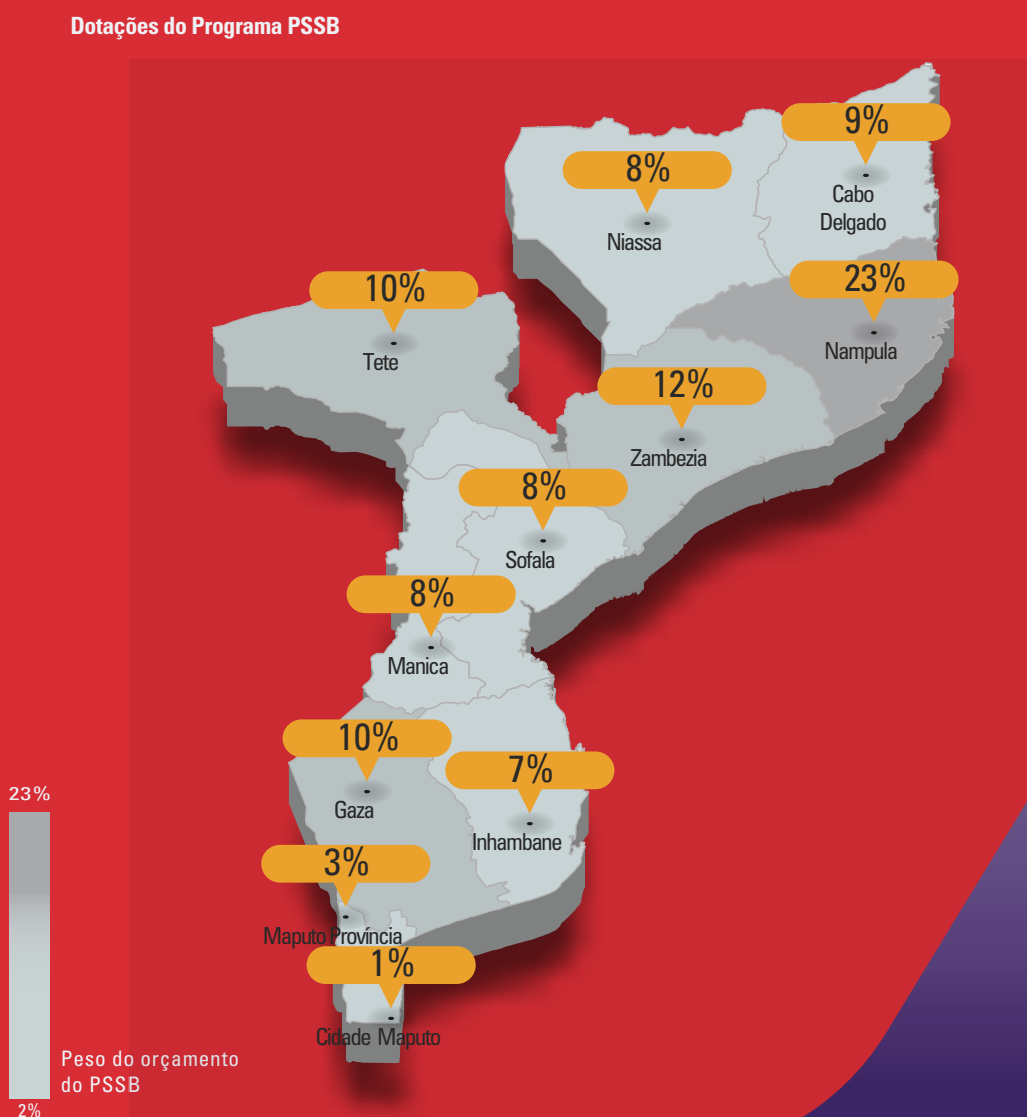 Dotações do Programa PSSB
9%
Cabo
Delgado
8%
Niassa
23%
Nampula
10%
Tete
12%
Zambezia
8%
Sofala
8%
Manica
10%
Gaza
7%
Inhambane
3%
Maputo Província
1%
Cidade Maputo
23%
Peso do orçamento
do PSSB
2%